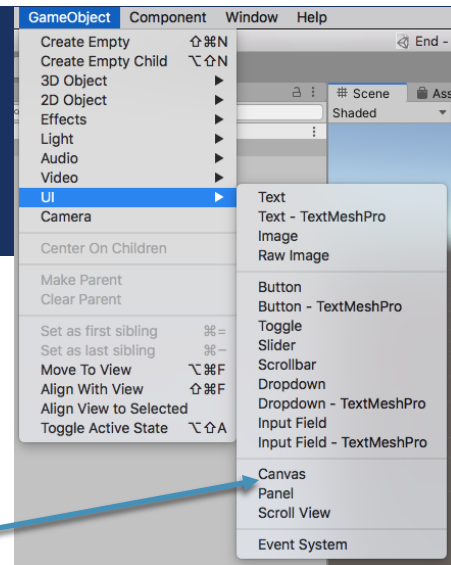 GameObject Component Window Help
Create Empty ⇧⌘N
Create Empty Child ⌥⇧N
3D Object
2D Object
Effects
Light
Audio
Video
UI
Camera
Center On Children
Make Parent
Clear Parent
Set as first sibling ⌘=
Set as last sibling ⌘-
Move To View ⌥⌘F
Align With View ⇧⌘F
Align View to Selected
Toggle Active State ⌥⇧A
End -
# Scene
Ass
Shaded
Text
Text - TextMeshPro
Image
Raw Image
Button
Button - TextMeshPro
Toggle
Slider
Scrollbar
Dropdown
Dropdown - TextMeshPro
Input Field
Input Field - TextMeshPro
Canvas
Panel
Scroll View
Event System